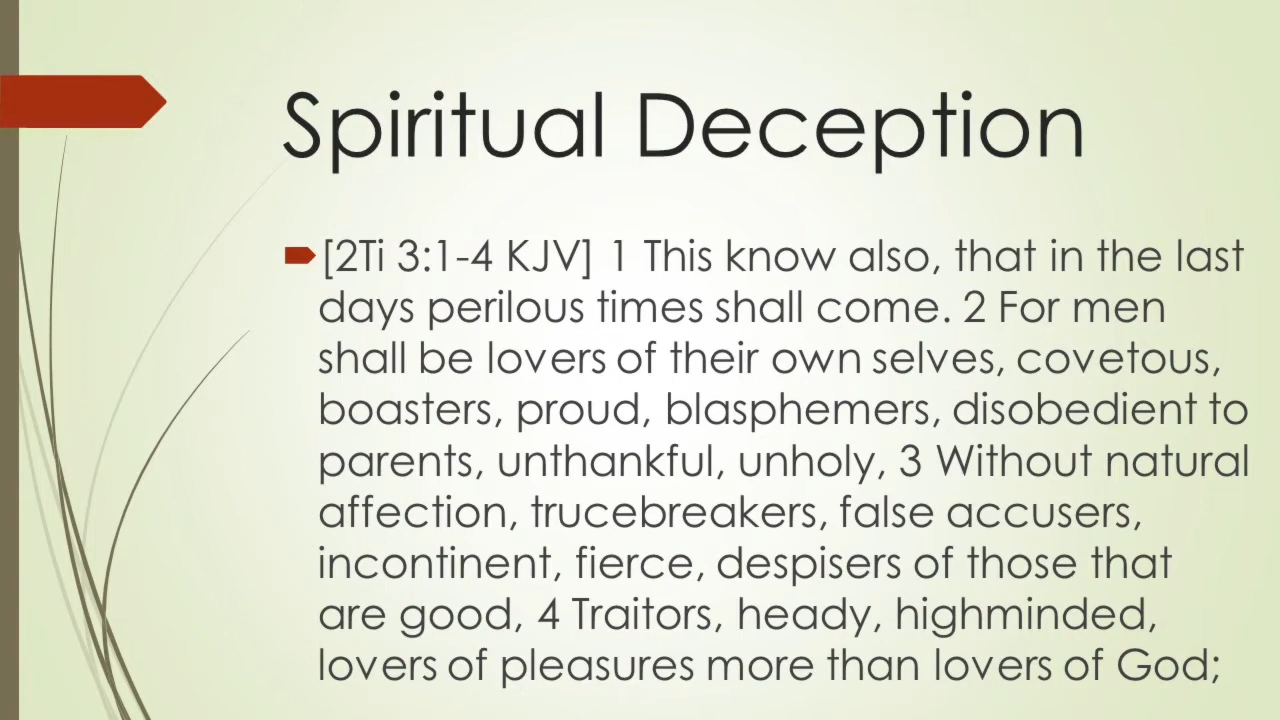 Spiritual Deception
[2Ti 3:1-4 KJV] 1 This know also, that in the last
days perilous times shall come. 2 For men
shall be lovers of their own selves, covetous,
boasters, proud, blasphemers, disobedient to
parents, unthankful, unholy, 3 Without natural
affection, trucebreakers, false accusers,
incontinent, fierce, despisers of those that
are good, 4 Traitors, heady, highminded,
lovers of pleasures more than lovers of God;